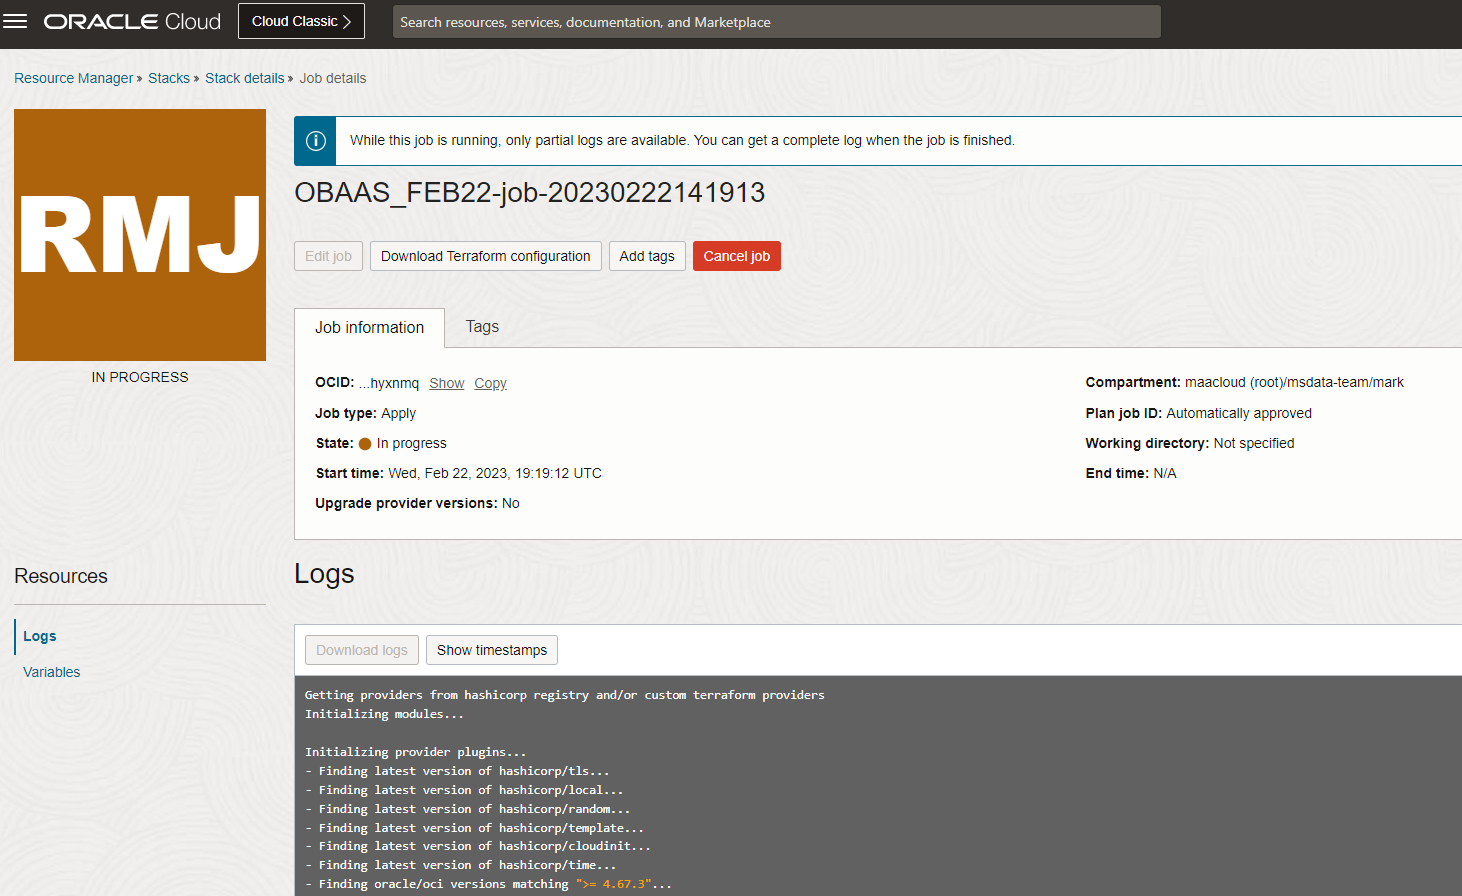 ORACLE Cloud
Cloud Classic
Search resources, services, documentation, and Marketplace
Resource Manager » Stacks » Stack details » Job details
RMJ
IN PROGRESS
While this job is running, only partial logs are available. You can get a complete log when the job is finished.
OBAAS_FEB22-job-20230222141913
Edit job
Download Terraform configuration
Add tags
Cancel job
Job information
Tags
OCID: ...hyxnmq Show Copy
Job type: Apply
State: In progress
Start time: Wed, Feb 22, 2023, 19:19:12 UTC
Upgrade provider versions: No
Compartment: maacloud (root)/msdata-team/mark
Plan job ID: Automatically approved
Working directory: Not specified
End time: N/A
Resources
Logs
Variables
Logs
Download logs
Show timestamps
Getting providers from hashicorp registry and/or custom terraform providers
Initializing modules...
Initializing provider plugins...
- Finding latest version of hashicorp/tls...
- Finding latest version of hashicorp/local...
- Finding latest version of hashicorp/random...
- Finding latest version of hashicorp/template...
- Finding latest version of hashicorp/cloudinit...
- Finding latest version of hashicorp/time...
- Finding oracle/oci versions matching ">= 4.67.3"...